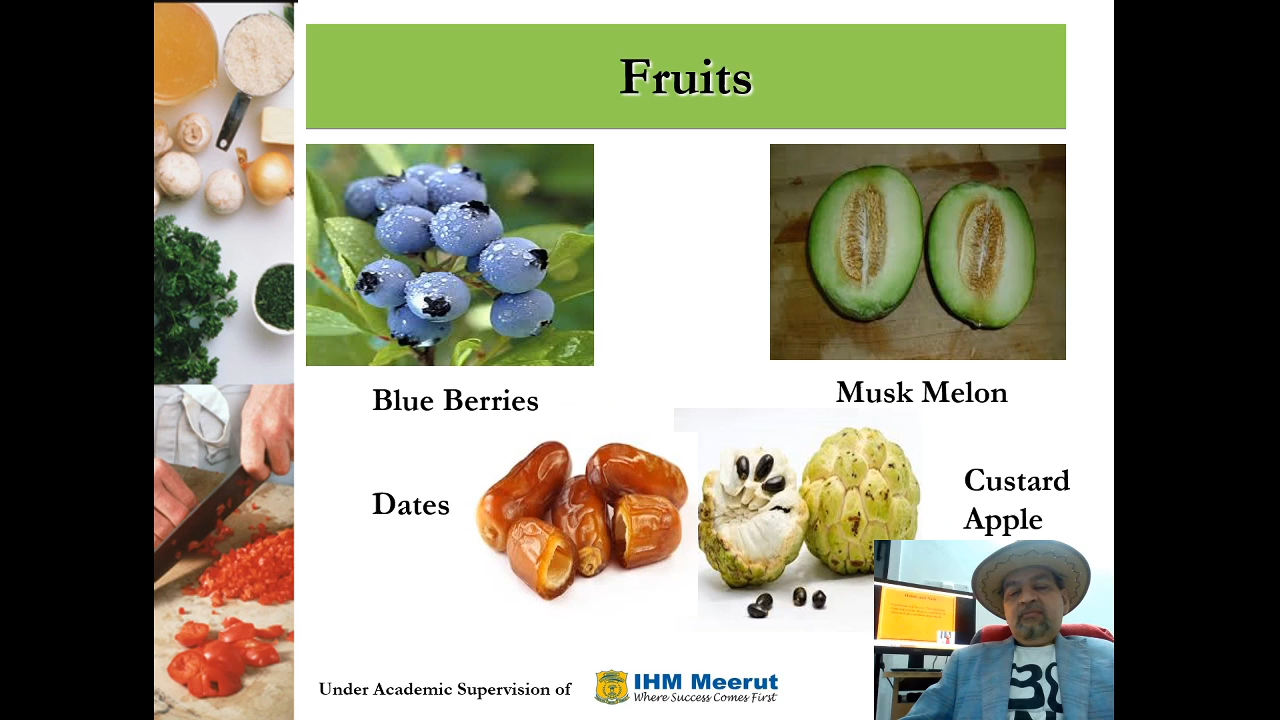 Fruits
Blue Berries
Musk Melon
Dates
Custard
Apple
Under Academic Supervision of
IHM Meerut
Where Success Comes First